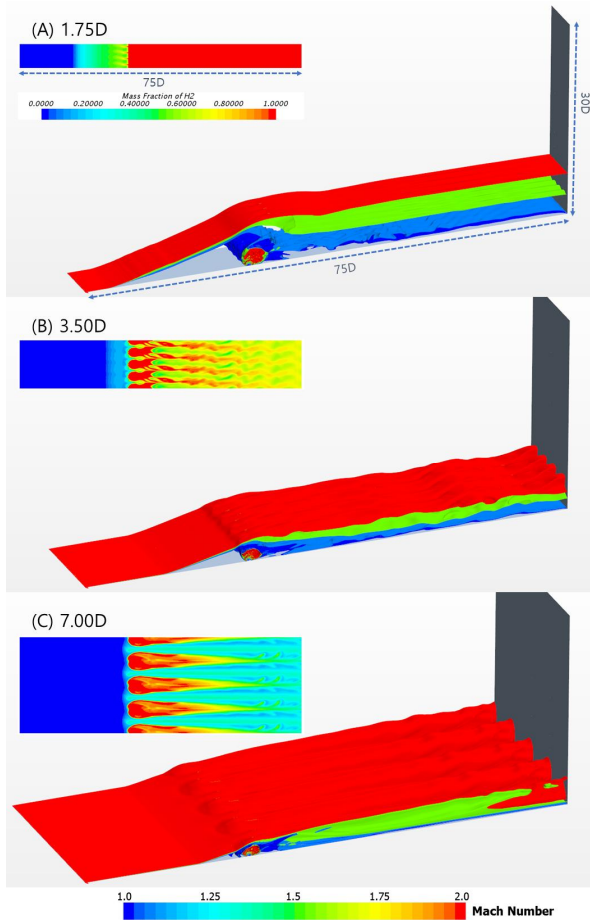 (A) 1.75D
75D
Mass Fraction of H2
0.0000 0.20000 0.40000 0.60000 0.80000 1.0000
30D
75D
(B) 3.50D
(C) 7.00D
1.0 1.25 1.5 1.75 2.0
Mach Number